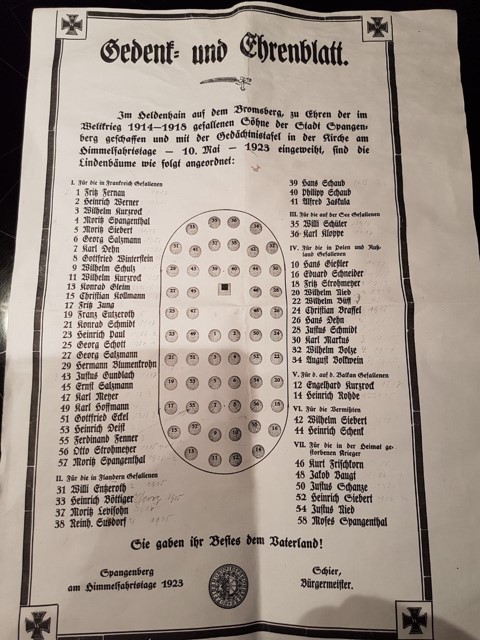 Gedenk- und Ehrenblatt.
Im Heldenhain auf dem Bromsberg, zu Ehren der im
Weltkrieg 1914—1918 gefallenen Söhne der Stadt Spangen-
berg geschaffen und mit der Gedächtnistafel in der Kirche am
Himmelfahrtstage — 10. Mai — 1923 eingeweiht, sind die
Lindenbäume wie folgt angeordnet:
I. Für die in Frankreich Gefallenen
1 Fritz Fernau
2 Heinrich Werner
3 Wilhelm Kurzrock
4 Moritz Spangenthal
5 Moritz Siebert
6 Georg Salzmann
7 Karl Dehn
8 Gottfried Winterstein
9 Wilhelm Schulz
11 Wilhelm Kurzrock
13 Konrad Gleim
15 Christian Kollmann
17 Fritz Jung
19 Franz Entzeroth
21 Konrad Schmidt
23 Heinrich Paul
25 Georg Schott
27 Georg Salzmann
29 Hermann Blumenkrohn
43 Justus Gundlach
45 Ernst Salzmann
47 Karl Meyer
49 Karl Hoffmann
51 Gottfried Eckel
53 Heinrich Deist
55 Ferdinand Fenner
56 Otto Strohmeyer
57 Moritz Spangenthal
II. Für die in Flandern Gefallenen
31 Willi Entzeroth
33 Heinrich Böttiger
37 Moritz Levisohn
38 Reinh. Susdorf
39 Hans Schaub
40 Philipp Schaub
41 Alfred Jaskula
III. Für die auf der See Gefallenen
35 Willi Schüler
36 Karl Kloppe
IV. Für die in Polen und Ruß-
land Gefallenen
10 Hans Gießler
16 Eduard Schneider
18 Fritz Strohmeyer
20 Wilhelm Ried
22 Wilhelm Büff
24 Christian Brassel
26 Hans Dehn
28 Justus Schmidt
30 Karl Markus
32 Wilhelm Bolze
34 August Vollwein
V. Für d. auf d. Balkan Gefallenen
12 Engelhard Kurzrock
14 Heinrich Rohde
VI. Für die Vermißten
42 Wilhelm Siebert
44 Heinrich Schenk
VII. Für die in der Heimat ge-
storbenen Krieger
46 Kurt Frischkorn
48 Jakob Vaugt
50 Justus Schanze
52 Heinrich Siebert
54 Justus Ried
58 Moses Spangenthal
Sie gaben ihr Bestes dem Vaterland!
Spangenberg
am Himmelfahrtstage 1923
Schier,
Bürgermeister.